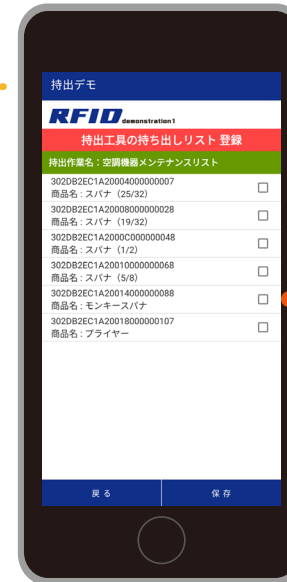 持出デモ
RFID demonstration1
持出工具の持ち出しリスト 登録
持出作業名：空調機器メンテナンスリスト
302DB2EC1A20004000000007
商品名 : スパナ（25/32）
302DB2EC1A20008000000028
商品名 : スパナ（19/32）
302DB2EC1A2000C000000048
商品名 : スパナ（1/2）
302DB2EC1A20010000000068
商品名 : スパナ（5/8）
302DB2EC1A20014000000088
商品名 : モンキースパナ
302DB2EC1A20018000000107
商品名 : プライヤー
戻る
保存